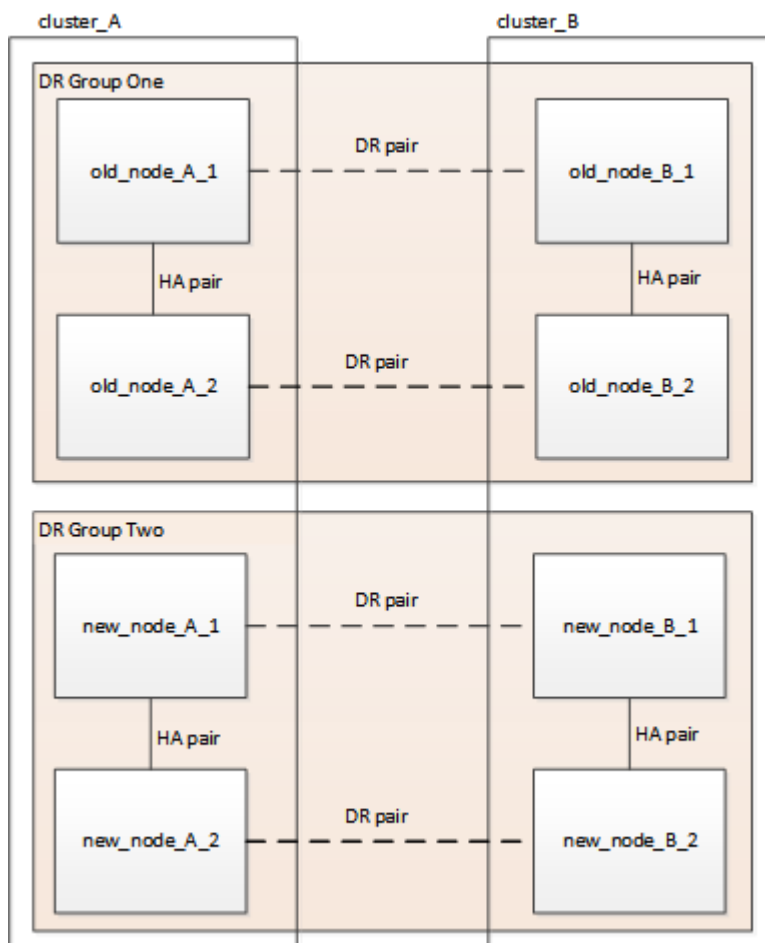 cluster_A
cluster_B
DR Group One
old_node_A_1
DR pair
old_node_B_1
HA pair
HA pair
old_node_A_2
DR pair
old_node_B_2
DR Group Two
new_node_A_1
DR pair
new_node_B_1
HA pair
HA pair
new_node_A_2
DR pair
new_node_B_2